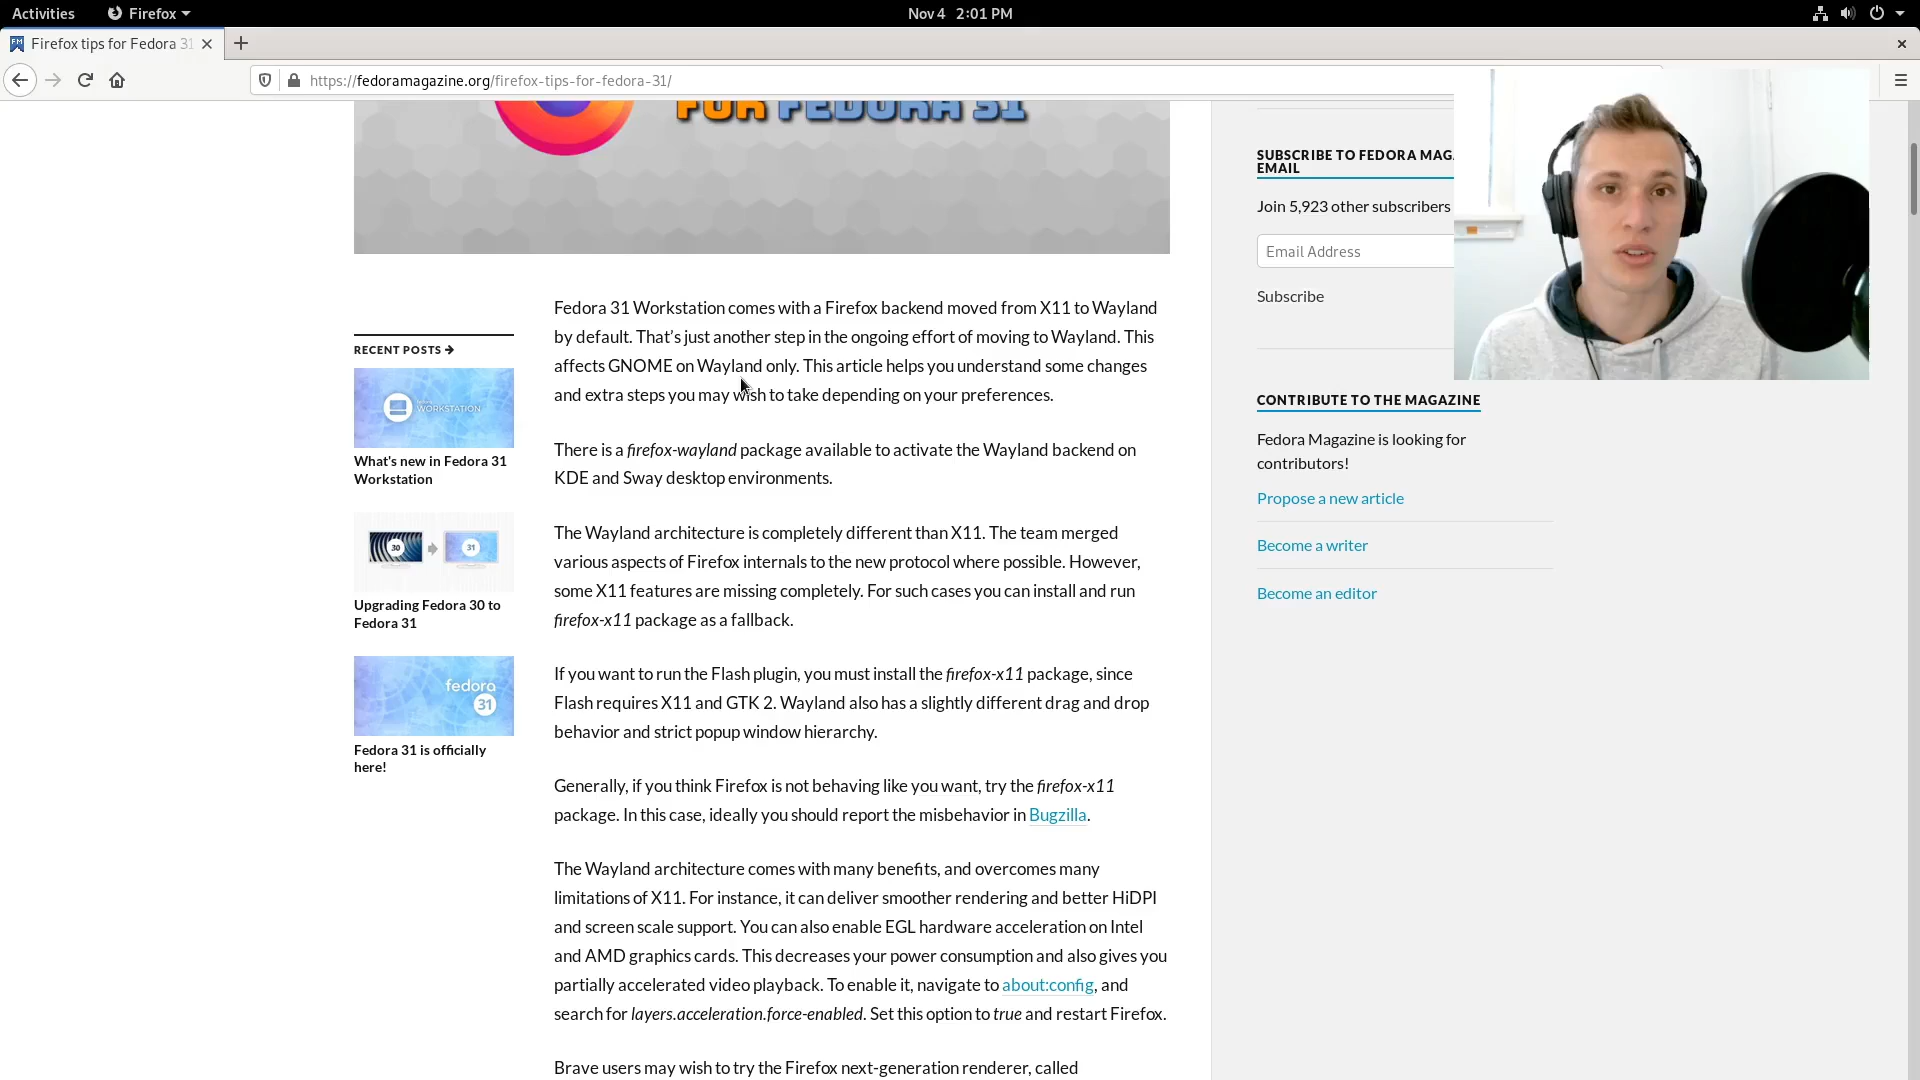 Activities
Firefox
Nov 4 2:01 PM
Firefox tips for Fedora 31
https://fedoramagazine.org/firefox-tips-for-fedora-31/
FOR FEDORA 31
SUBSCRIBE TO FEDORA MAG
EMAIL
Join 5,923 other subscribers
Email Address
Subscribe
Fedora 31 Workstation comes with a Firefox backend moved from X11 to Wayland
by default. That’s just another step in the ongoing effort of moving to Wayland. This
affects GNOME on Wayland only. This article helps you understand some changes
and extra steps you may wish to take depending on your preferences.
RECENT POSTS →
fedora
WORKSTATION
What's new in Fedora 31
Workstation
30
31
Upgrading Fedora 30 to
Fedora 31
fedora
31
Fedora 31 is officially
here!
There is a firefox-wayland package available to activate the Wayland backend on
KDE and Sway desktop environments.
The Wayland architecture is completely different than X11. The team merged
various aspects of Firefox internals to the new protocol where possible. However,
some X11 features are missing completely. For such cases you can install and run
firefox-x11 package as a fallback.
If you want to run the Flash plugin, you must install the firefox-x11 package, since
Flash requires X11 and GTK 2. Wayland also has a slightly different drag and drop
behavior and strict popup window hierarchy.
Generally, if you think Firefox is not behaving like you want, try the firefox-x11
package. In this case, ideally you should report the misbehavior in Bugzilla.
The Wayland architecture comes with many benefits, and overcomes many
limitations of X11. For instance, it can deliver smoother rendering and better HiDPI
and screen scale support. You can also enable EGL hardware acceleration on Intel
and AMD graphics cards. This decreases your power consumption and also gives you
partially accelerated video playback. To enable it, navigate to about:config, and
search for layers.acceleration.force-enabled. Set this option to true and restart Firefox.
Brave users may wish to try the Firefox next-generation renderer, called
CONTRIBUTE TO THE MAGAZINE
Fedora Magazine is looking for
contributors!
Propose a new article
Become a writer
Become an editor